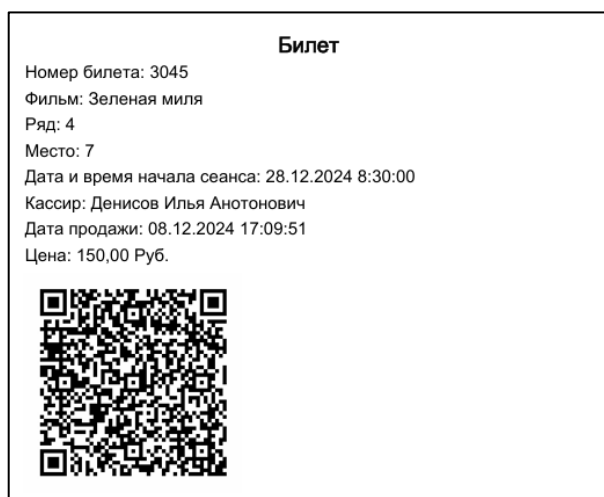 Билет
Номер билета: 3045
Фильм: Зеленая миля
Ряд: 4
Место: 7
Дата и время начала сеанса: 28.12.2024 8:30:00
Кассир: Денисов Илья Анотонович
Дата продажи: 08.12.2024 17:09:51
Цена: 150,00 Руб.